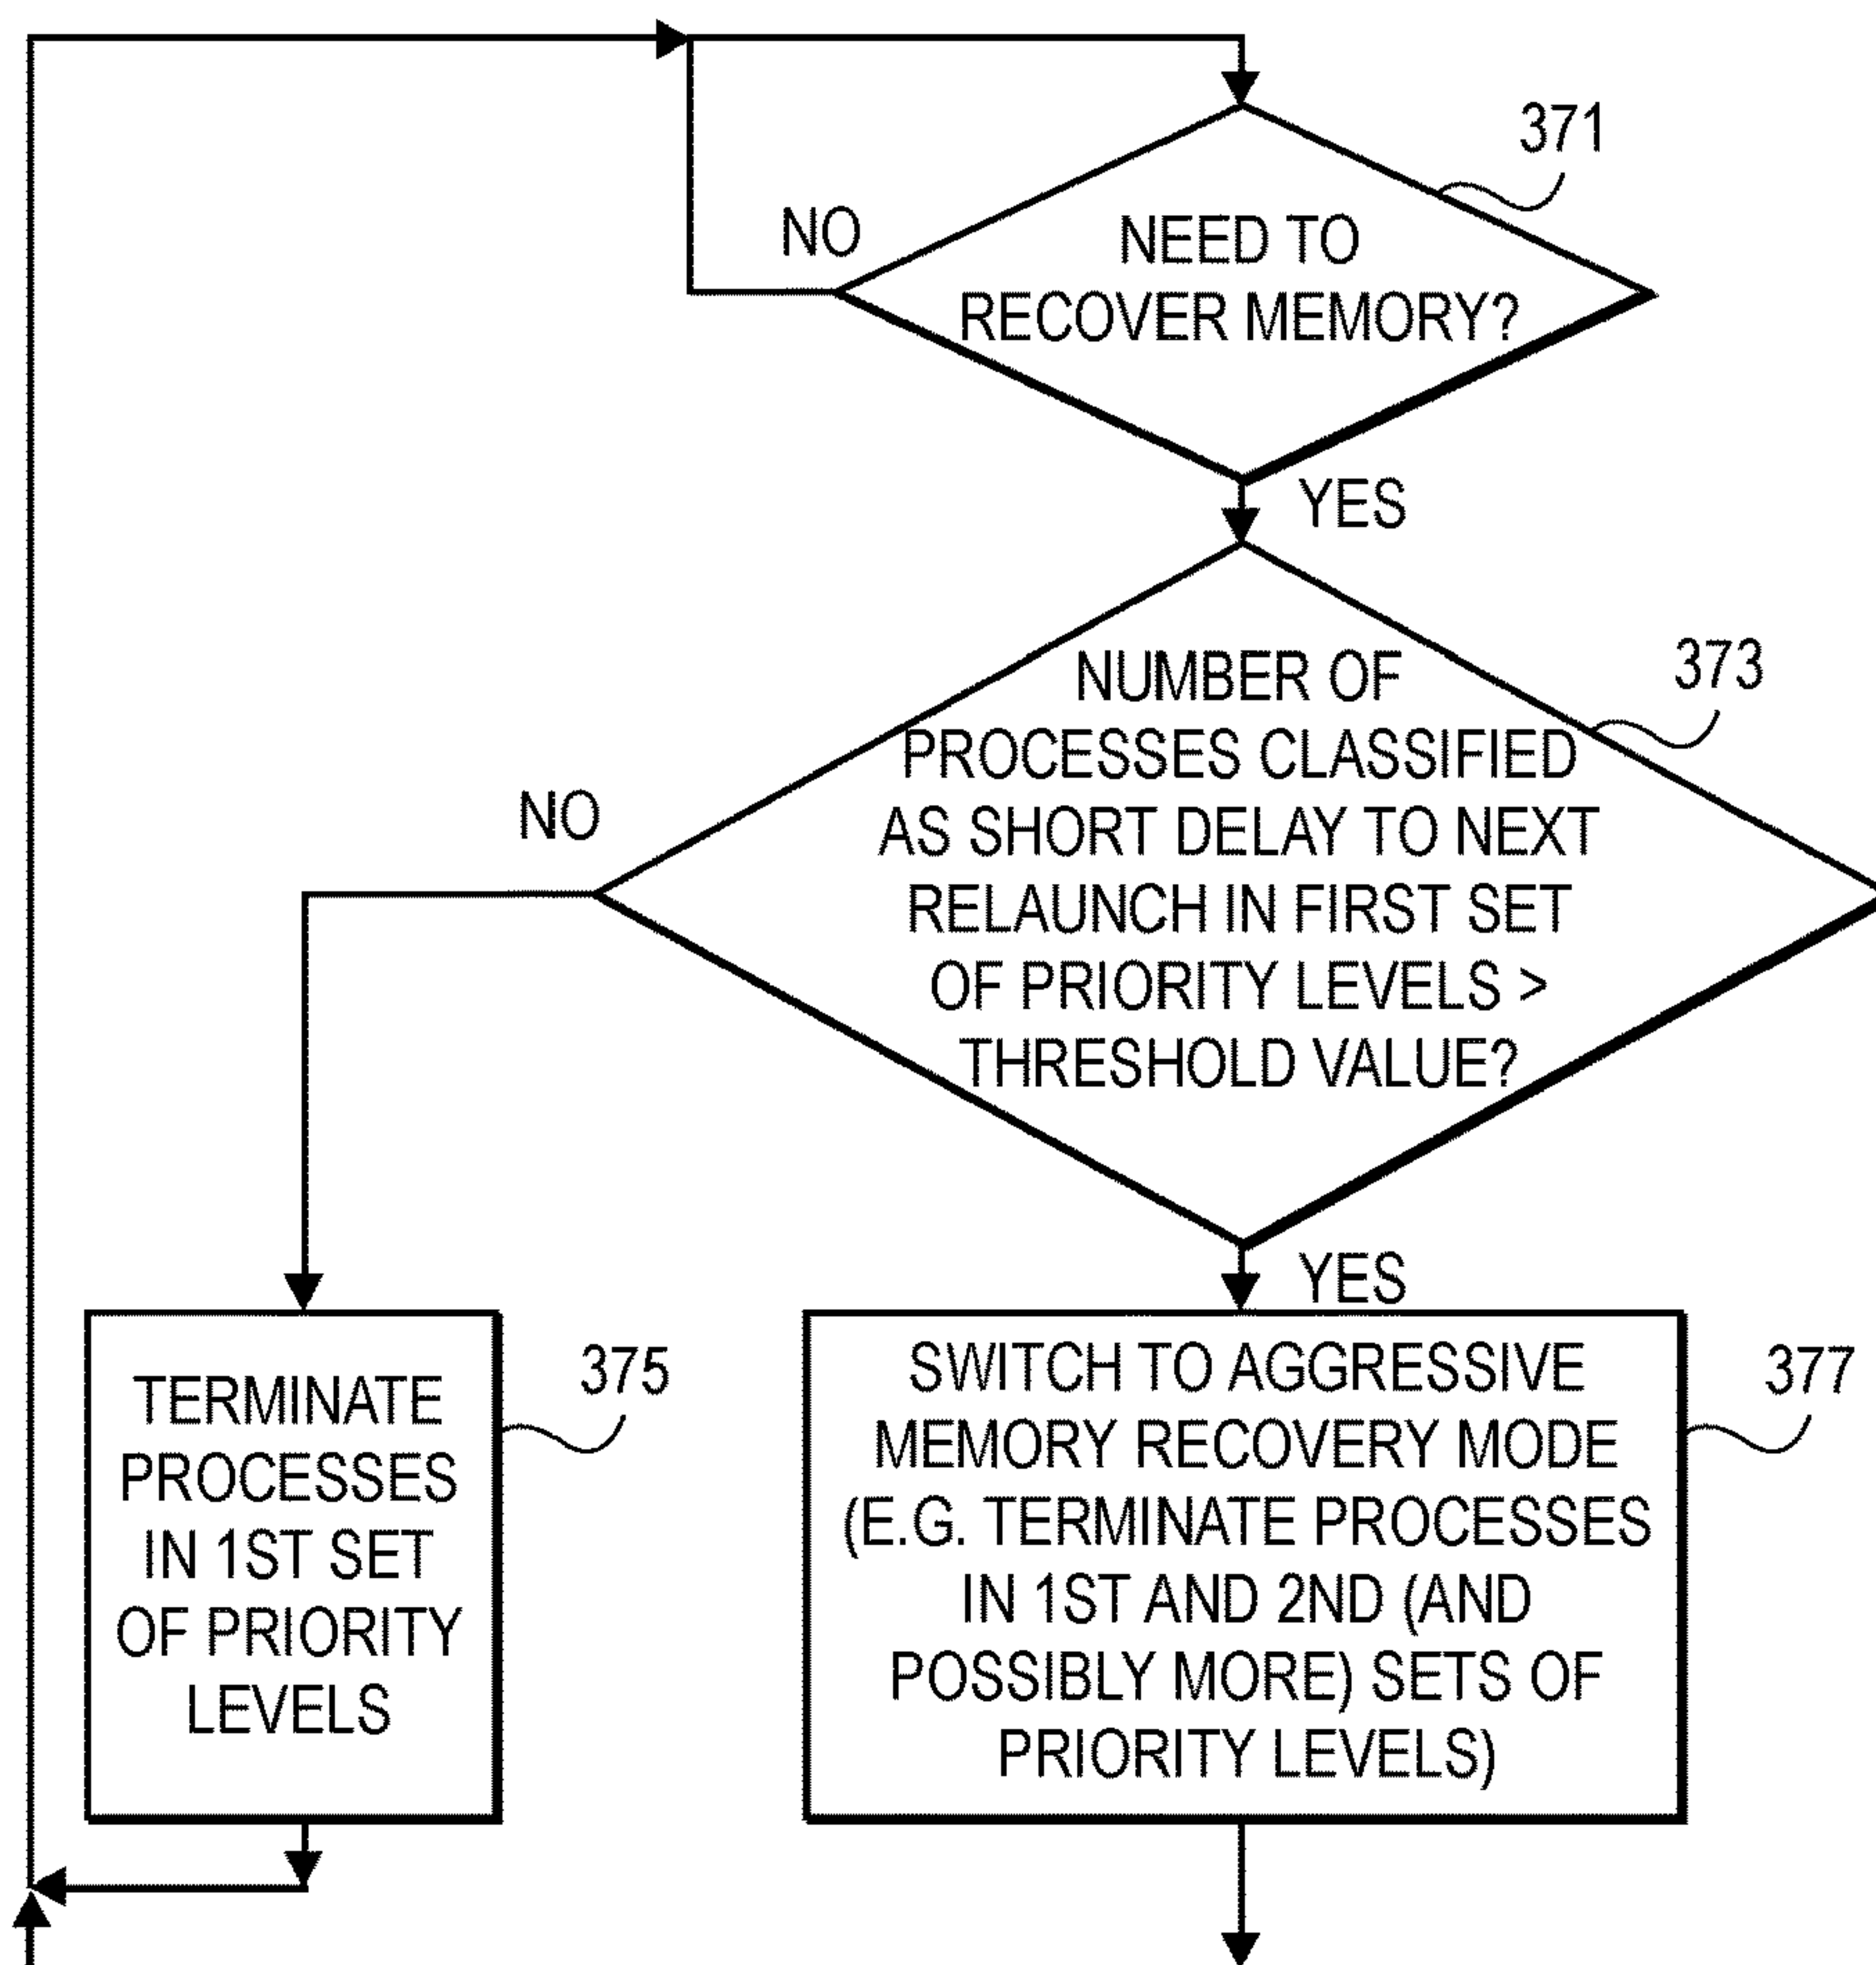 371
NO
NEED TO
RECOVER MEMORY?
YES
373
NO
NUMBER OF
PROCESSES CLASSIFIED
AS SHORT DELAY TO NEXT
RELAUNCH IN FIRST SET
OF PRIORITY LEVELS >
THRESHOLD VALUE?
YES
375
TERMINATE
PROCESSES
IN 1ST SET
OF PRIORITY
LEVELS
377
SWITCH TO AGGRESSIVE
MEMORY RECOVERY MODE
(E.G. TERMINATE PROCESSES
IN 1ST AND 2ND (AND
POSSIBLY MORE) SETS OF
PRIORITY LEVELS)